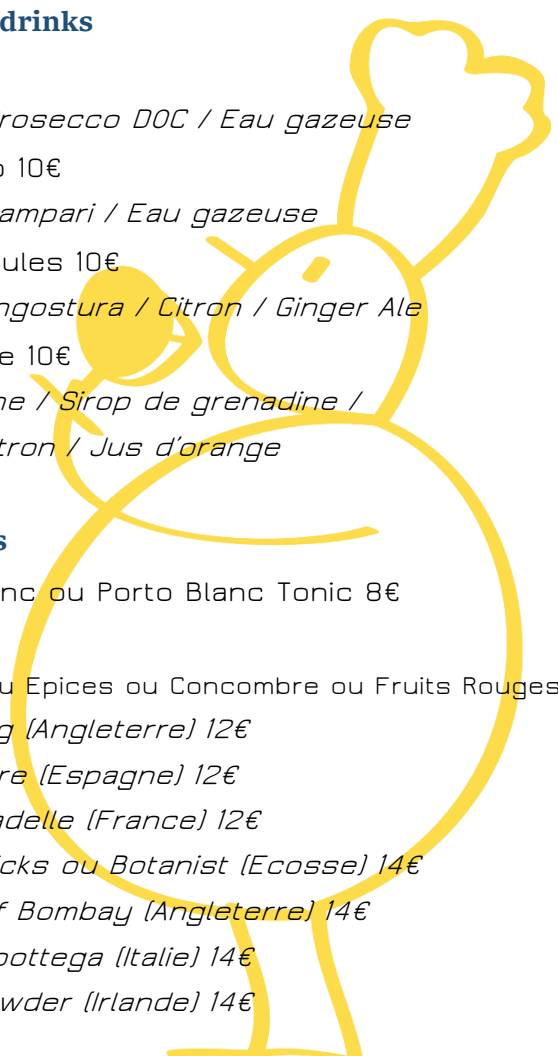 drinks
rosecco DOC / Eau gazeuse
o 10€
ampari / Eau gazeuse
ules 10€
ngostura / Citron / Ginger Ale
e 10€
ne / Sirop de grenadine /
tron / Jus d'orange
s
nc ou Porto Blanc Tonic 8€
u Epices ou Concombre ou Fruits Rouges
g (Angleterre) 12€
re (Espagne) 12€
adelle (France) 12€
icks ou Botanist (Ecosse) 14€
f Bombay (Angleterre) 14€
bottega (Italie) 14€
wder (Irlande) 14€